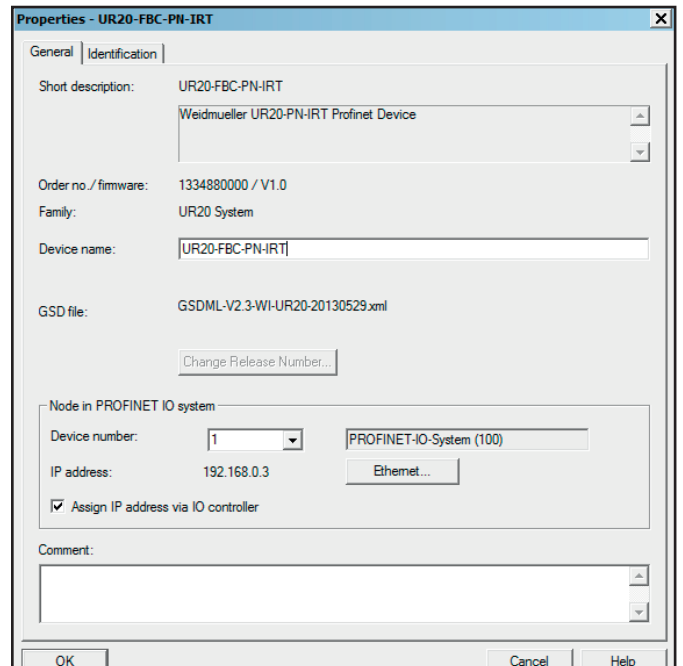 Properties - UR20-FBC-PN-IRT
General Identification
Short description: UR20-FBC-PN-IRT
Weidmueller UR20-PN-IRT Profinet Device
Order no./ firmware: 1334880000 / V1.0
Family: UR20 System
Device name: UR20-FBC-PN-IRT
GSD file: GSDML-V2.3-WI-UR20-20130529.xml
Change Release Number...
Node in PROFINET IO system
Device number: 1 PROFINET-IO-System (100)
IP address: 192.168.0.3 Ethernet...
Assign IP address via IO controller
Comment:
OK Cancel Help